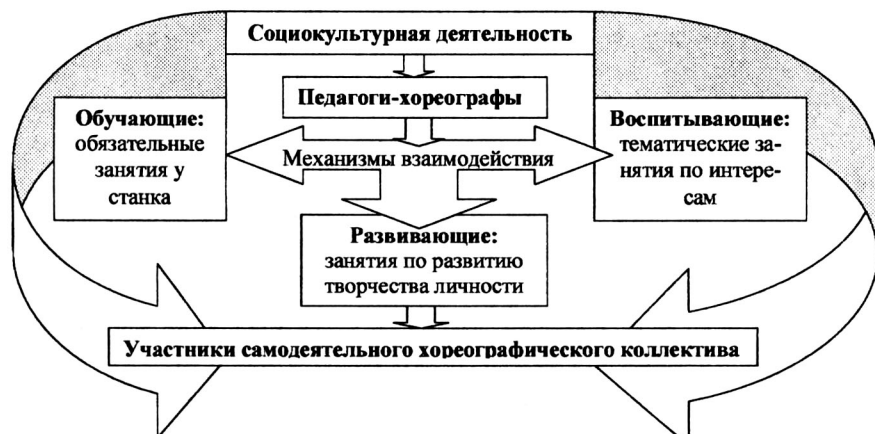 Социокультурная деятельность
Педагоги-хореографы
Обучающие:
обязательные
занятия у
станка
Механизмы взаимодействия
Воспитывающие:
тематические за-
нятия по интере-
сам
Развивающие:
занятия по развитию
творчества личности
Участники самодеятельного хореографического коллектива